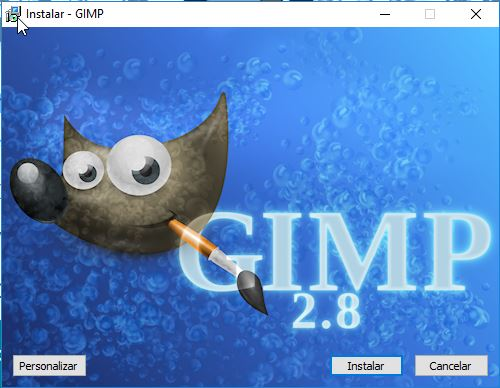 Instalar - GIMP
GIMP
2.8
Personalizar
Instalar
Cancelar